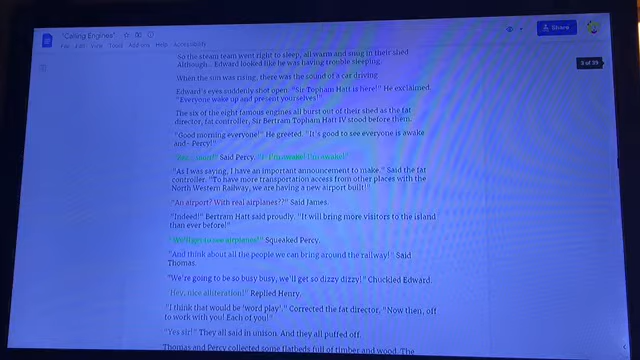 "Calling Engines"
File Edit View Tools Add-ons Help Accessibility
Share
3 of 35
So the steam team went right to sleep, all warm and snug in their shed
although.. Edward looked like he was having trouble sleeping.
When the sun was rising, there was the sound of a car driving
Edward's eyes suddenly shot open. "Sir Topham Hatt is here!" He exclaimed.
"Everyone wake up and present yourselves!"
The six of the eight famous engines all burst out of their shed as the fat
director, fat controller, Sir Bertram Topham Hatt IV stood before them.
"Good morning everyone!" He greeted. "It's good to see everyone is awake
and- Percy!"
Said Percy. "I- I'm awake! I'm awake!"
"As I was saying, I have an important announcement to make." Said the fat
controller. "To have more transportation access from other places with the
North Western Railway, we are having a new airport built!"
"An airport? With real airplanes??" Said James.
"Indeed!" Bertram Hatt said proudly. "It will bring more visitors to the island
than ever before!"
"We'll get to see airplanes!" Squeaked Percy.
"And think about all the people we can bring around the railway!" Said
Thomas.
"We're going to be so busy busy, we'll get so dizzy dizzy!" Chuckled Edward.
"Hey, nice alliteration!" Replied Henry.
"I think that would be 'word play'." Corrected the fat director, "Now then, off
to work with you! Each of you!"
"Yes sir!" They all said in unison. And they all puffed off.
Thomas and Percy collected some flatbeds full of timber and wood. The